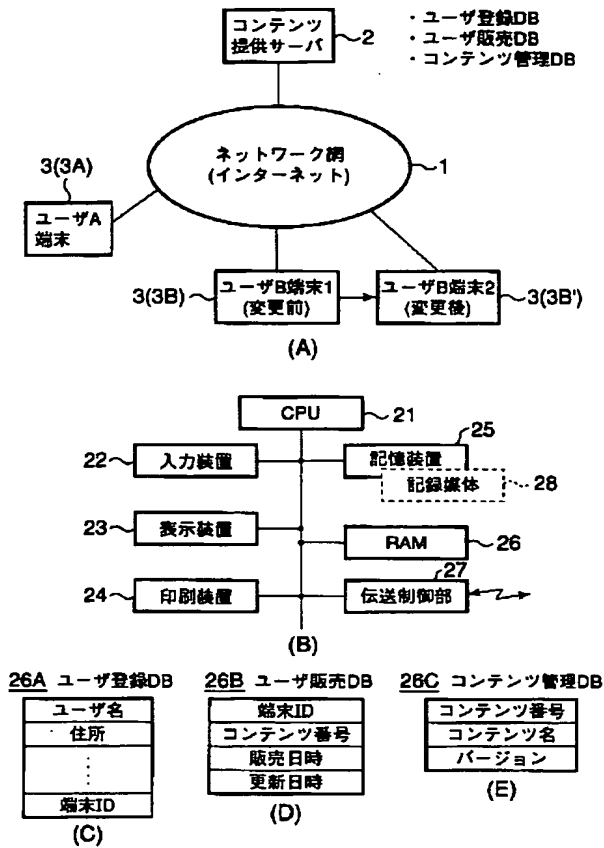 コンテンツ
提供サーバ
2
・ユーザ登録DB
・ユーザ販売DB
・コンテンツ管理DB
ネットワーク網
(インターネット)
1
3(3A)
ユーザA
端末
3(3B)
ユーザB端末1
(変更前)
ユーザB端末2
(変更後)
3(3B')
(A)
CPU
21
22
入力装置
25
記憶装置
記録媒体
28
23
表示装置
RAM
26
24
印刷装置
27
伝送制御部
(B)
26A ユーザ登録DB
ユーザ名
住所
端末ID
(C)
26B ユーザ販売DB
端末ID
コンテンツ番号
販売日時
更新日時
(D)
26C コンテンツ管理DB
コンテンツ番号
コンテンツ名
バージョン
(E)